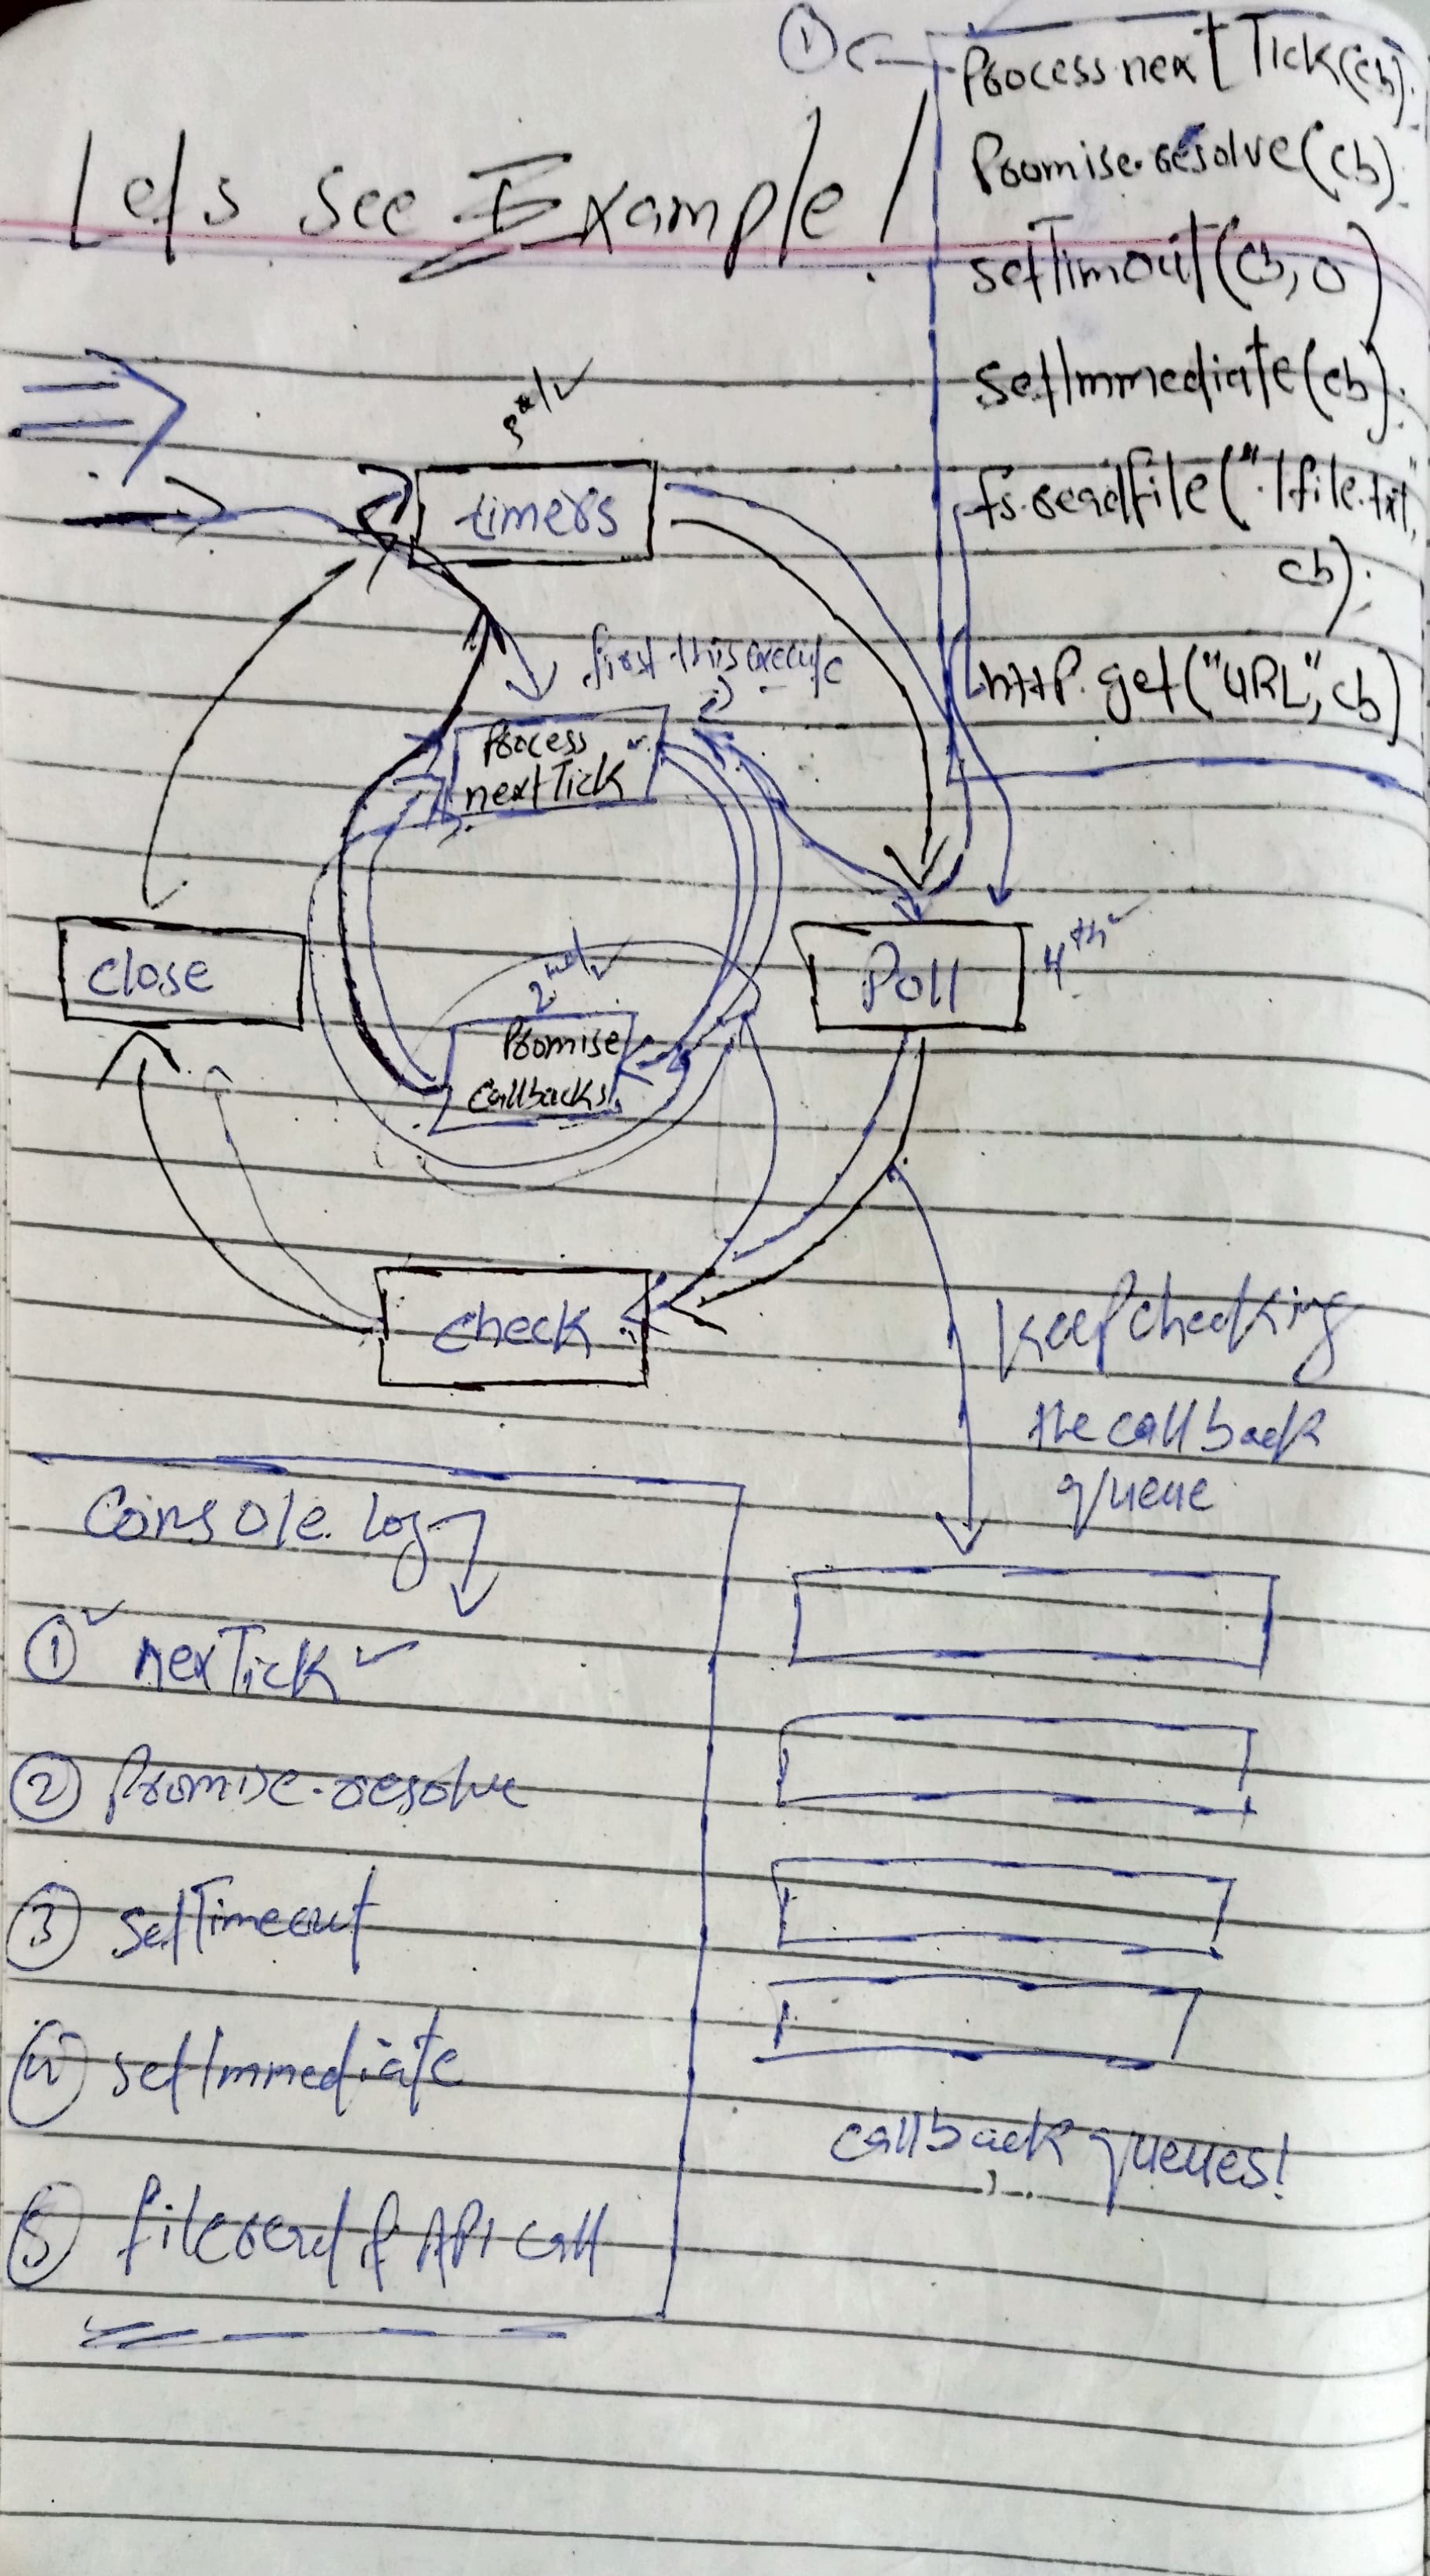 ①
Process.nextTick(cb).
Promise.resolve(cb).
Let's see Example!
setTimout(cb, 0)
setImmediate(cb).
fs.readFile("./file.txt",
cb).
http.get("URL", cb)
3rd ✓
timers
first this execute
Process
nextTick
close
2nd ✓
Poll
4th ✓
Promise
Callbacks
check
Keep checking
the callback
queue
Console.log
① ✓ nexTick ✓
② Promise.resolve
③ setTimeout
④ setImmediate
⑤ file read & API call
callback queues!